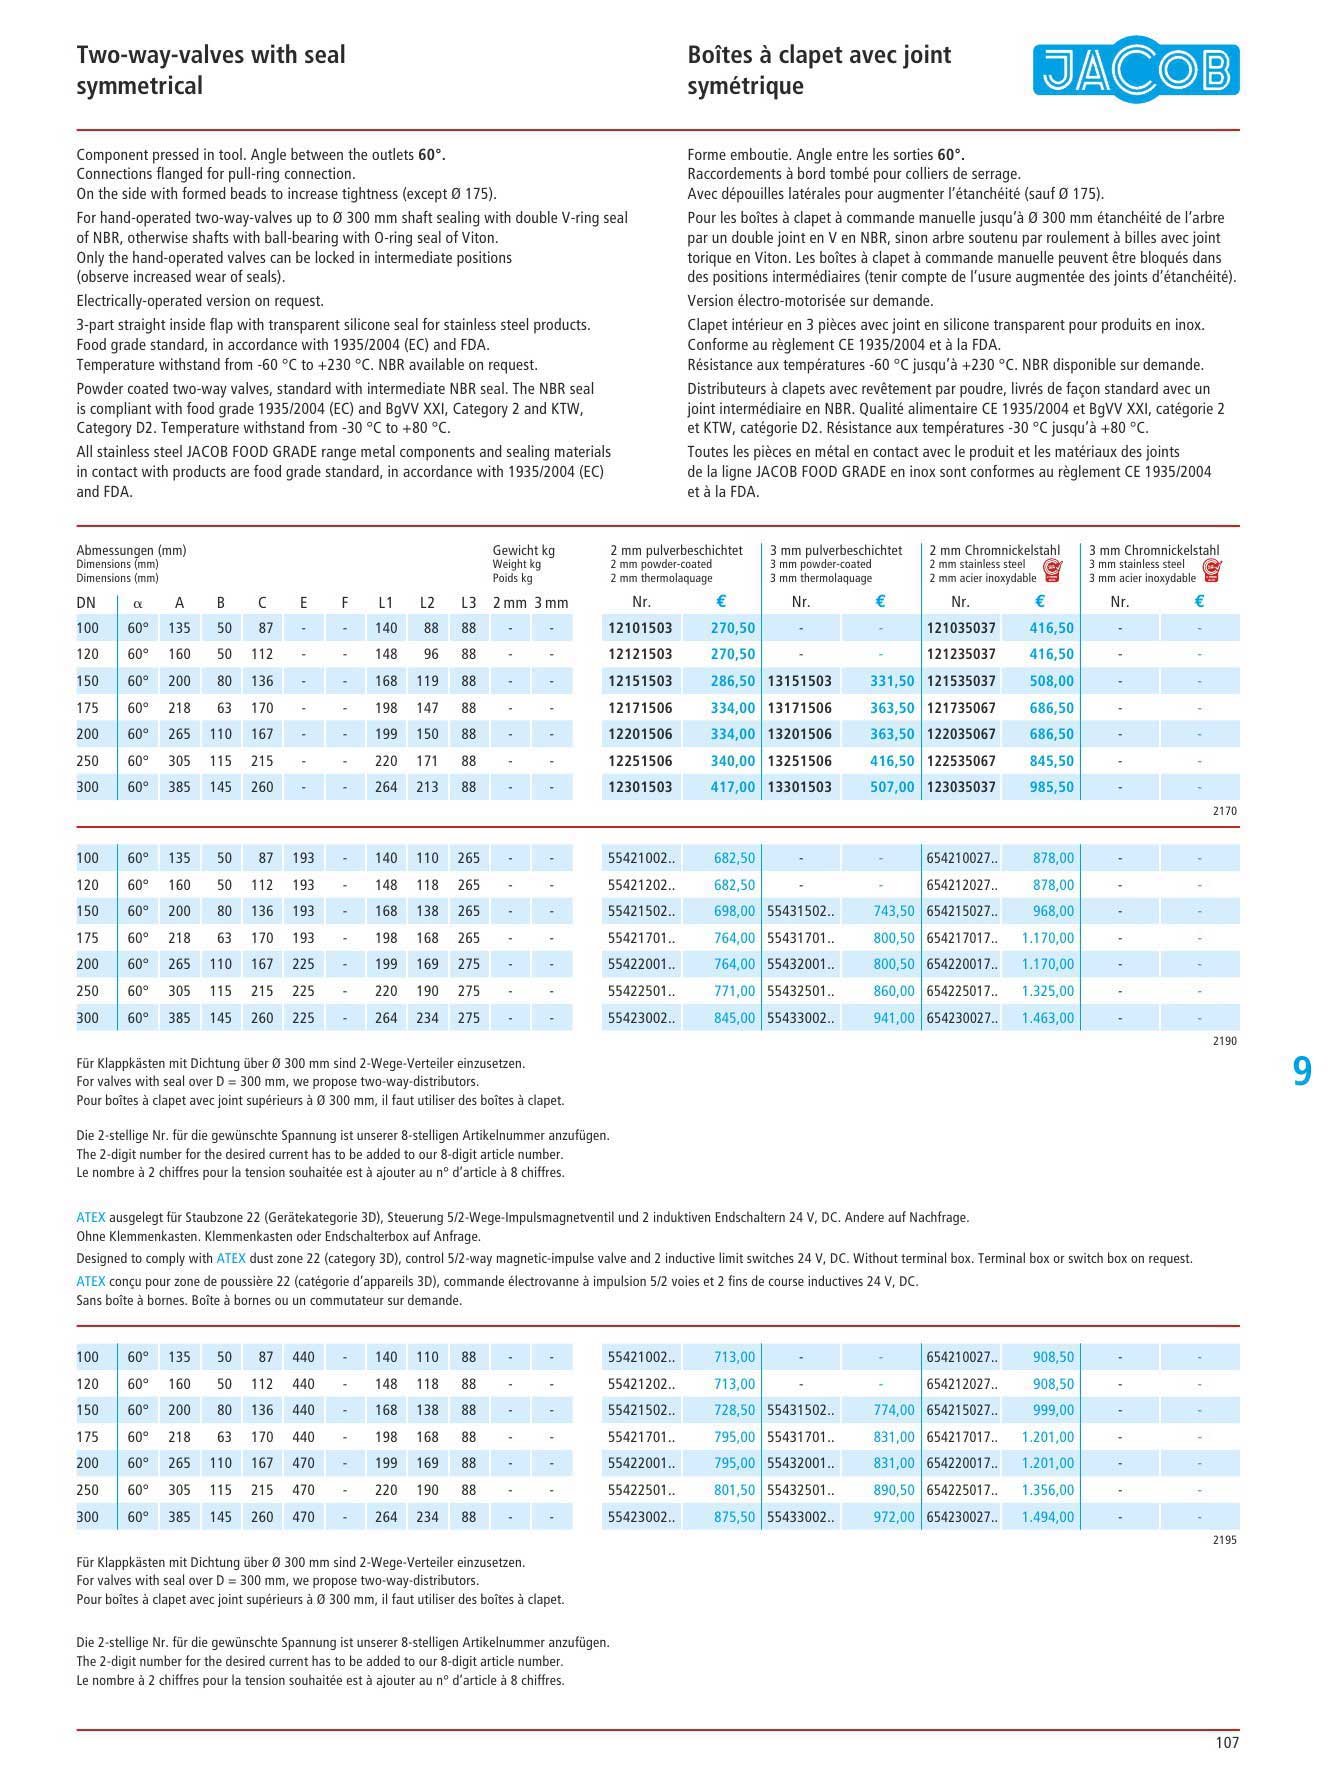 Two-way-valves with seal
symmetrical
Boîtes à clapet avec joint
symétrique
JACOB
Component pressed in tool. Angle between the outlets 60°.
Connections flanged for pull-ring connection.
On the side with formed beads to increase tightness (except Ø 175).
For hand-operated two-way-valves up to Ø 300 mm shaft sealing with double V-ring seal
of NBR, otherwise shafts with ball-bearing with O-ring seal of Viton.
Only the hand-operated valves can be locked in intermediate positions
(observe increased wear of seals).
Electrically-operated version on request.
3-part straight inside flap with transparent silicone seal for stainless steel products.
Food grade standard, in accordance with 1935/2004 (EC) and FDA.
Temperature withstand from -60 °C to +230 °C. NBR available on request.
Powder coated two-way valves, standard with intermediate NBR seal. The NBR seal
is compliant with food grade 1935/2004 (EC) and BgVV XXI, Category 2 and KTW,
Category D2. Temperature withstand from -30 °C to +80 °C.
All stainless steel JACOB FOOD GRADE range metal components and sealing materials
in contact with products are food grade standard, in accordance with 1935/2004 (EC)
and FDA.
Forme emboutie. Angle entre les sorties 60°.
Raccordements à bord tombé pour colliers de serrage.
Avec dépouilles latérales pour augmenter l'étanchéité (sauf Ø 175).
Pour les boîtes à clapet à commande manuelle jusqu'à Ø 300 mm étanchéité de l'arbre
par un double joint en V en NBR, sinon arbre soutenu par roulement à billes avec joint
torique en Viton. Les boîtes à clapet à commande manuelle peuvent être bloqués dans
des positions intermédiaires (tenir compte de l'usure augmentée des joints d'étanchéité).
Version électro-motorisée sur demande.
Clapet intérieur en 3 pièces avec joint en silicone transparent pour produits en inox.
Conforme au règlement CE 1935/2004 et à la FDA.
Résistance aux températures -60 °C jusqu'à +230 °C. NBR disponible sur demande.
Distributeurs à clapets avec revêtement par poudre, livrés de façon standard avec un
joint intermédiaire en NBR. Qualité alimentaire CE 1935/2004 et BgVV XXI, catégorie 2
et KTW, catégorie D2. Résistance aux températures -30 °C jusqu'à +80 °C.
Toutes les pièces en métal en contact avec le produit et les matériaux des joints
de la ligne JACOB FOOD GRADE en inox sont conformes au règlement CE 1935/2004
et à la FDA.
Abmessungen (mm) Gewicht kg 2 mm pulverbeschichtet 3 mm pulverbeschichtet 2 mm Chromnickelstahl 3 mm Chromnickelstahl
Dimensions (mm) Weight kg 2 mm powder-coated 3 mm powder-coated 2 mm stainless steel 3 mm stainless steel
Dimensions (mm) Poids kg 2 mm thermolaquage 3 mm thermolaquage 2 mm acier inoxydable 3 mm acier inoxydable
DN α A B C E F L1 L2 L3 2 mm 3 mm Nr. € Nr. € Nr. € Nr. €
100 60° 135 50 87 - - 140 88 88 - - 12101503 270,50 - - 121035037 416,50 - -
120 60° 160 50 112 - - 148 96 88 - - 12121503 270,50 - - 121235037 416,50 - -
150 60° 200 80 136 - - 168 119 88 - - 12151503 286,50 13151503 331,50 121535037 508,00 - -
175 60° 218 63 170 - - 198 147 88 - - 12171506 334,00 13171506 363,50 121735067 686,50 - -
200 60° 265 110 167 - - 199 150 88 - - 12201506 334,00 13201506 363,50 122035067 686,50 - -
250 60° 305 115 215 - - 220 171 88 - - 12251506 340,00 13251506 416,50 122535067 845,50 - -
300 60° 385 145 260 - - 264 213 88 - - 12301503 417,00 13301503 507,00 123035037 985,50 - -
2170
100 60° 135 50 87 193 - 140 110 265 - - 55421002.. 682,50 - - 654210027.. 878,00 - -
120 60° 160 50 112 193 - 148 118 265 - - 55421202.. 682,50 - - 654212027.. 878,00 - -
150 60° 200 80 136 193 - 168 138 265 - - 55421502.. 698,00 55431502.. 743,50 654215027.. 968,00 - -
175 60° 218 63 170 193 - 198 168 265 - - 55421701.. 764,00 55431701.. 800,50 654217017.. 1.170,00 - -
200 60° 265 110 167 225 - 199 169 275 - - 55422001.. 764,00 55432001.. 800,50 654220017.. 1.170,00 - -
250 60° 305 115 215 225 - 220 190 275 - - 55422501.. 771,00 55432501.. 860,00 654225017.. 1.325,00 - -
300 60° 385 145 260 225 - 264 234 275 - - 55423002.. 845,00 55433002.. 941,00 654230027.. 1.463,00 - -
2190
Für Klappkästen mit Dichtung über Ø 300 mm sind 2-Wege-Verteiler einzusetzen.
For valves with seal over D = 300 mm, we propose two-way-distributors.
Pour boîtes à clapet avec joint supérieurs à Ø 300 mm, il faut utiliser des boîtes à clapet.
9
Die 2-stellige Nr. für die gewünschte Spannung ist unserer 8-stelligen Artikelnummer anzufügen.
The 2-digit number for the desired current has to be added to our 8-digit article number.
Le nombre à 2 chiffres pour la tension souhaitée est à ajouter au n° d'article à 8 chiffres.
ATEX ausgelegt für Staubzone 22 (Gerätekategorie 3D), Steuerung 5/2-Wege-Impulsmagnetventil und 2 induktiven Endschaltern 24 V, DC. Andere auf Nachfrage.
Ohne Klemmenkasten. Klemmenkasten oder Endschalterbox auf Anfrage.
Designed to comply with ATEX dust zone 22 (category 3D), control 5/2-way magnetic-impulse valve and 2 inductive limit switches 24 V, DC. Without terminal box. Terminal box or switch box on request.
ATEX conçu pour zone de poussière 22 (catégorie d'appareils 3D), commande électrovanne à impulsion 5/2 voies et 2 fins de course inductives 24 V, DC.
Sans boîte à bornes. Boîte à bornes ou un commutateur sur demande.
100 60° 135 50 87 440 - 140 110 88 - - 55421002.. 713,00 - - 654210027.. 908,50 - -
120 60° 160 50 112 440 - 148 118 88 - - 55421202.. 713,00 - - 654212027.. 908,50 - -
150 60° 200 80 136 440 - 168 138 88 - - 55421502.. 728,50 55431502.. 774,00 654215027.. 999,00 - -
175 60° 218 63 170 440 - 198 168 88 - - 55421701.. 795,00 55431701.. 831,00 654217017.. 1.201,00 - -
200 60° 265 110 167 470 - 199 169 88 - - 55422001.. 795,00 55432001.. 831,00 654220017.. 1.201,00 - -
250 60° 305 115 215 470 - 220 190 88 - - 55422501.. 801,50 55432501.. 890,50 654225017.. 1.356,00 - -
300 60° 385 145 260 470 - 264 234 88 - - 55423002.. 875,50 55433002.. 972,00 654230027.. 1.494,00 - -
2195
Für Klappkästen mit Dichtung über Ø 300 mm sind 2-Wege-Verteiler einzusetzen.
For valves with seal over D = 300 mm, we propose two-way-distributors.
Pour boîtes à clapet avec joint supérieurs à Ø 300 mm, il faut utiliser des boîtes à clapet.
Die 2-stellige Nr. für die gewünschte Spannung ist unserer 8-stelligen Artikelnummer anzufügen.
The 2-digit number for the desired current has to be added to our 8-digit article number.
Le nombre à 2 chiffres pour la tension souhaitée est à ajouter au n° d'article à 8 chiffres.
107